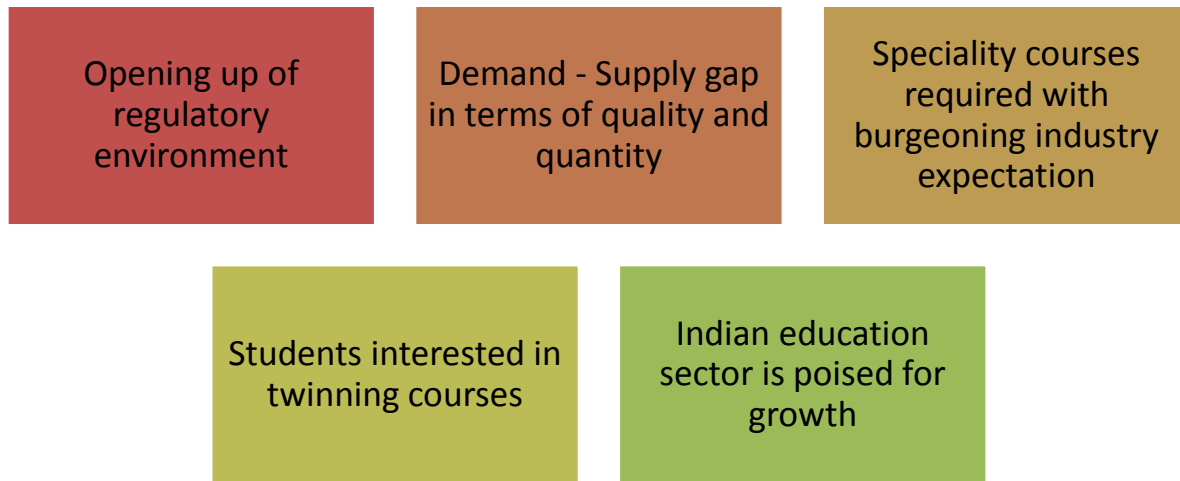 Opening up of
regulatory
environment
Demand - Supply gap
in terms of quality and
quantity
Speciality courses
required with
burgeoning industry
expectation
Students interested in
twinning courses
Indian education
sector is poised for
growth